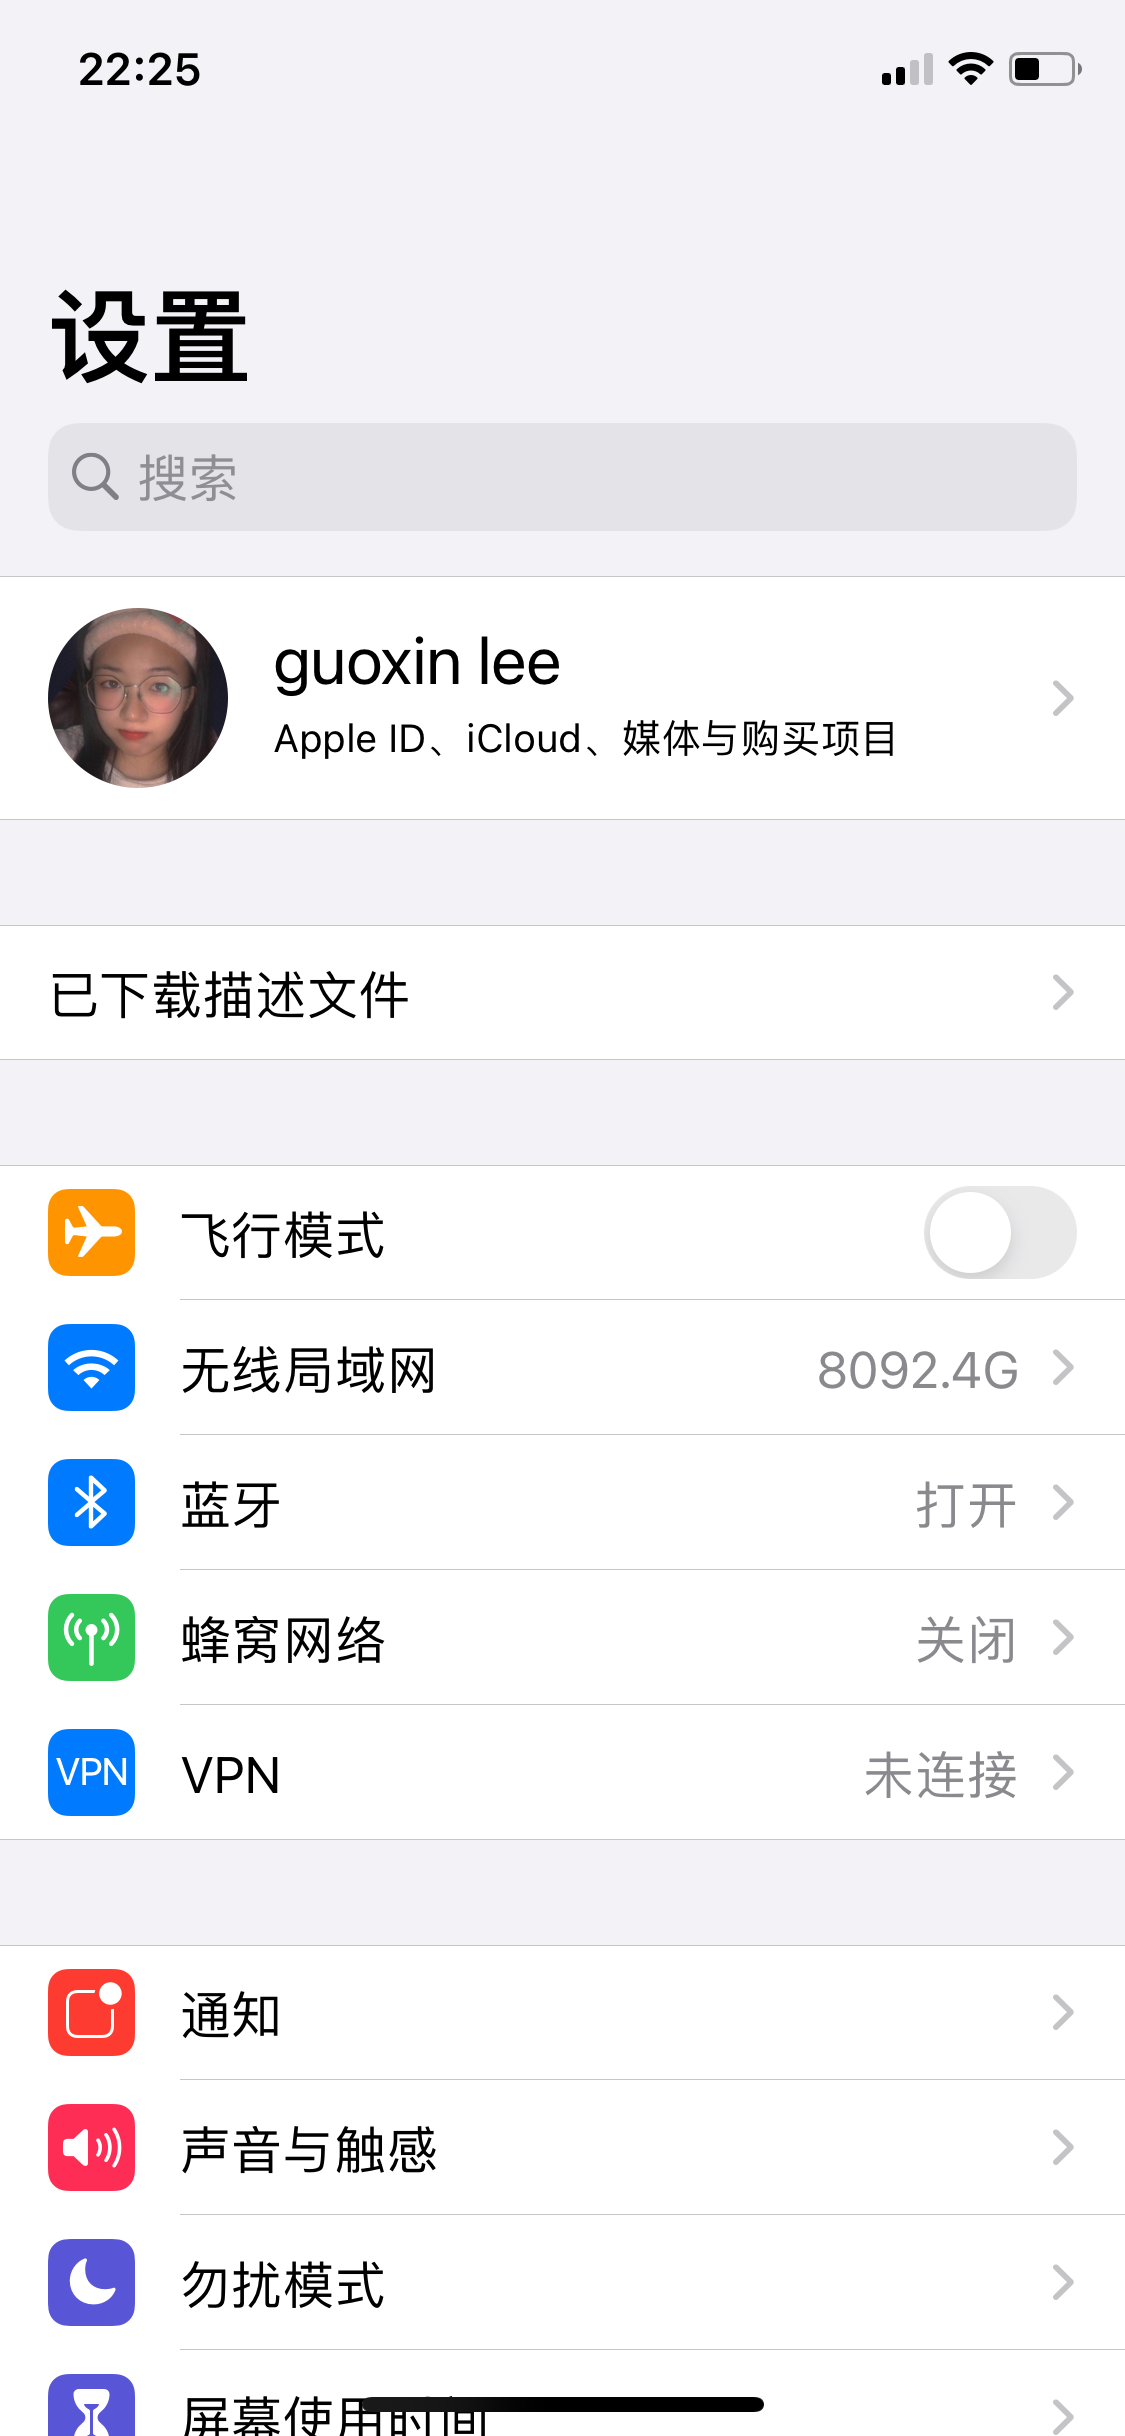 22:25
设置
搜索
guoxin lee
Apple ID、iCloud、媒体与购买项目
已下载描述文件
飞行模式
无线局域网 8092.4G
蓝牙 打开
蜂窝网络 关闭
VPN VPN 未连接
通知
声音与触感
勿扰模式
屏幕使用时间